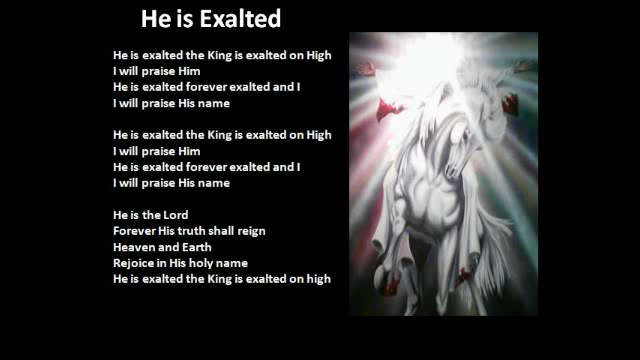 He is Exalted
He is exalted the King is exalted on High
I will praise Him
He is exalted forever exalted and I
I will praise His name
He is exalted the King is exalted on High
I will praise Him
He is exalted forever exalted and I
I will praise His name
He is the Lord
Forever His truth shall reign
Heaven and Earth
Rejoice in His holy name
He is exalted the King is exalted on high